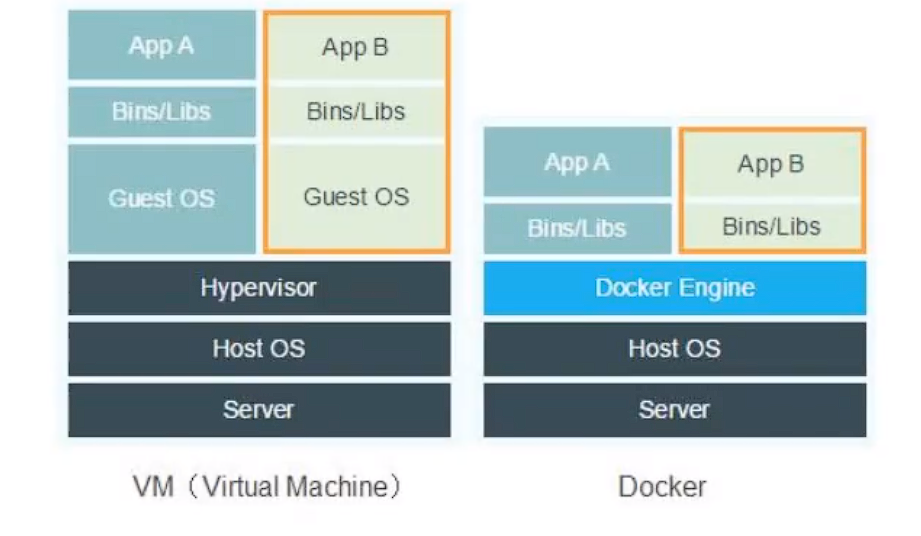 App A
App B
Bins/Libs
Bins/Libs
Guest OS
Guest OS
Hypervisor
Host OS
Server
VM（Virtual Machine）
App A
App B
Bins/Libs
Bins/Libs
Docker Engine
Host OS
Server
Docker